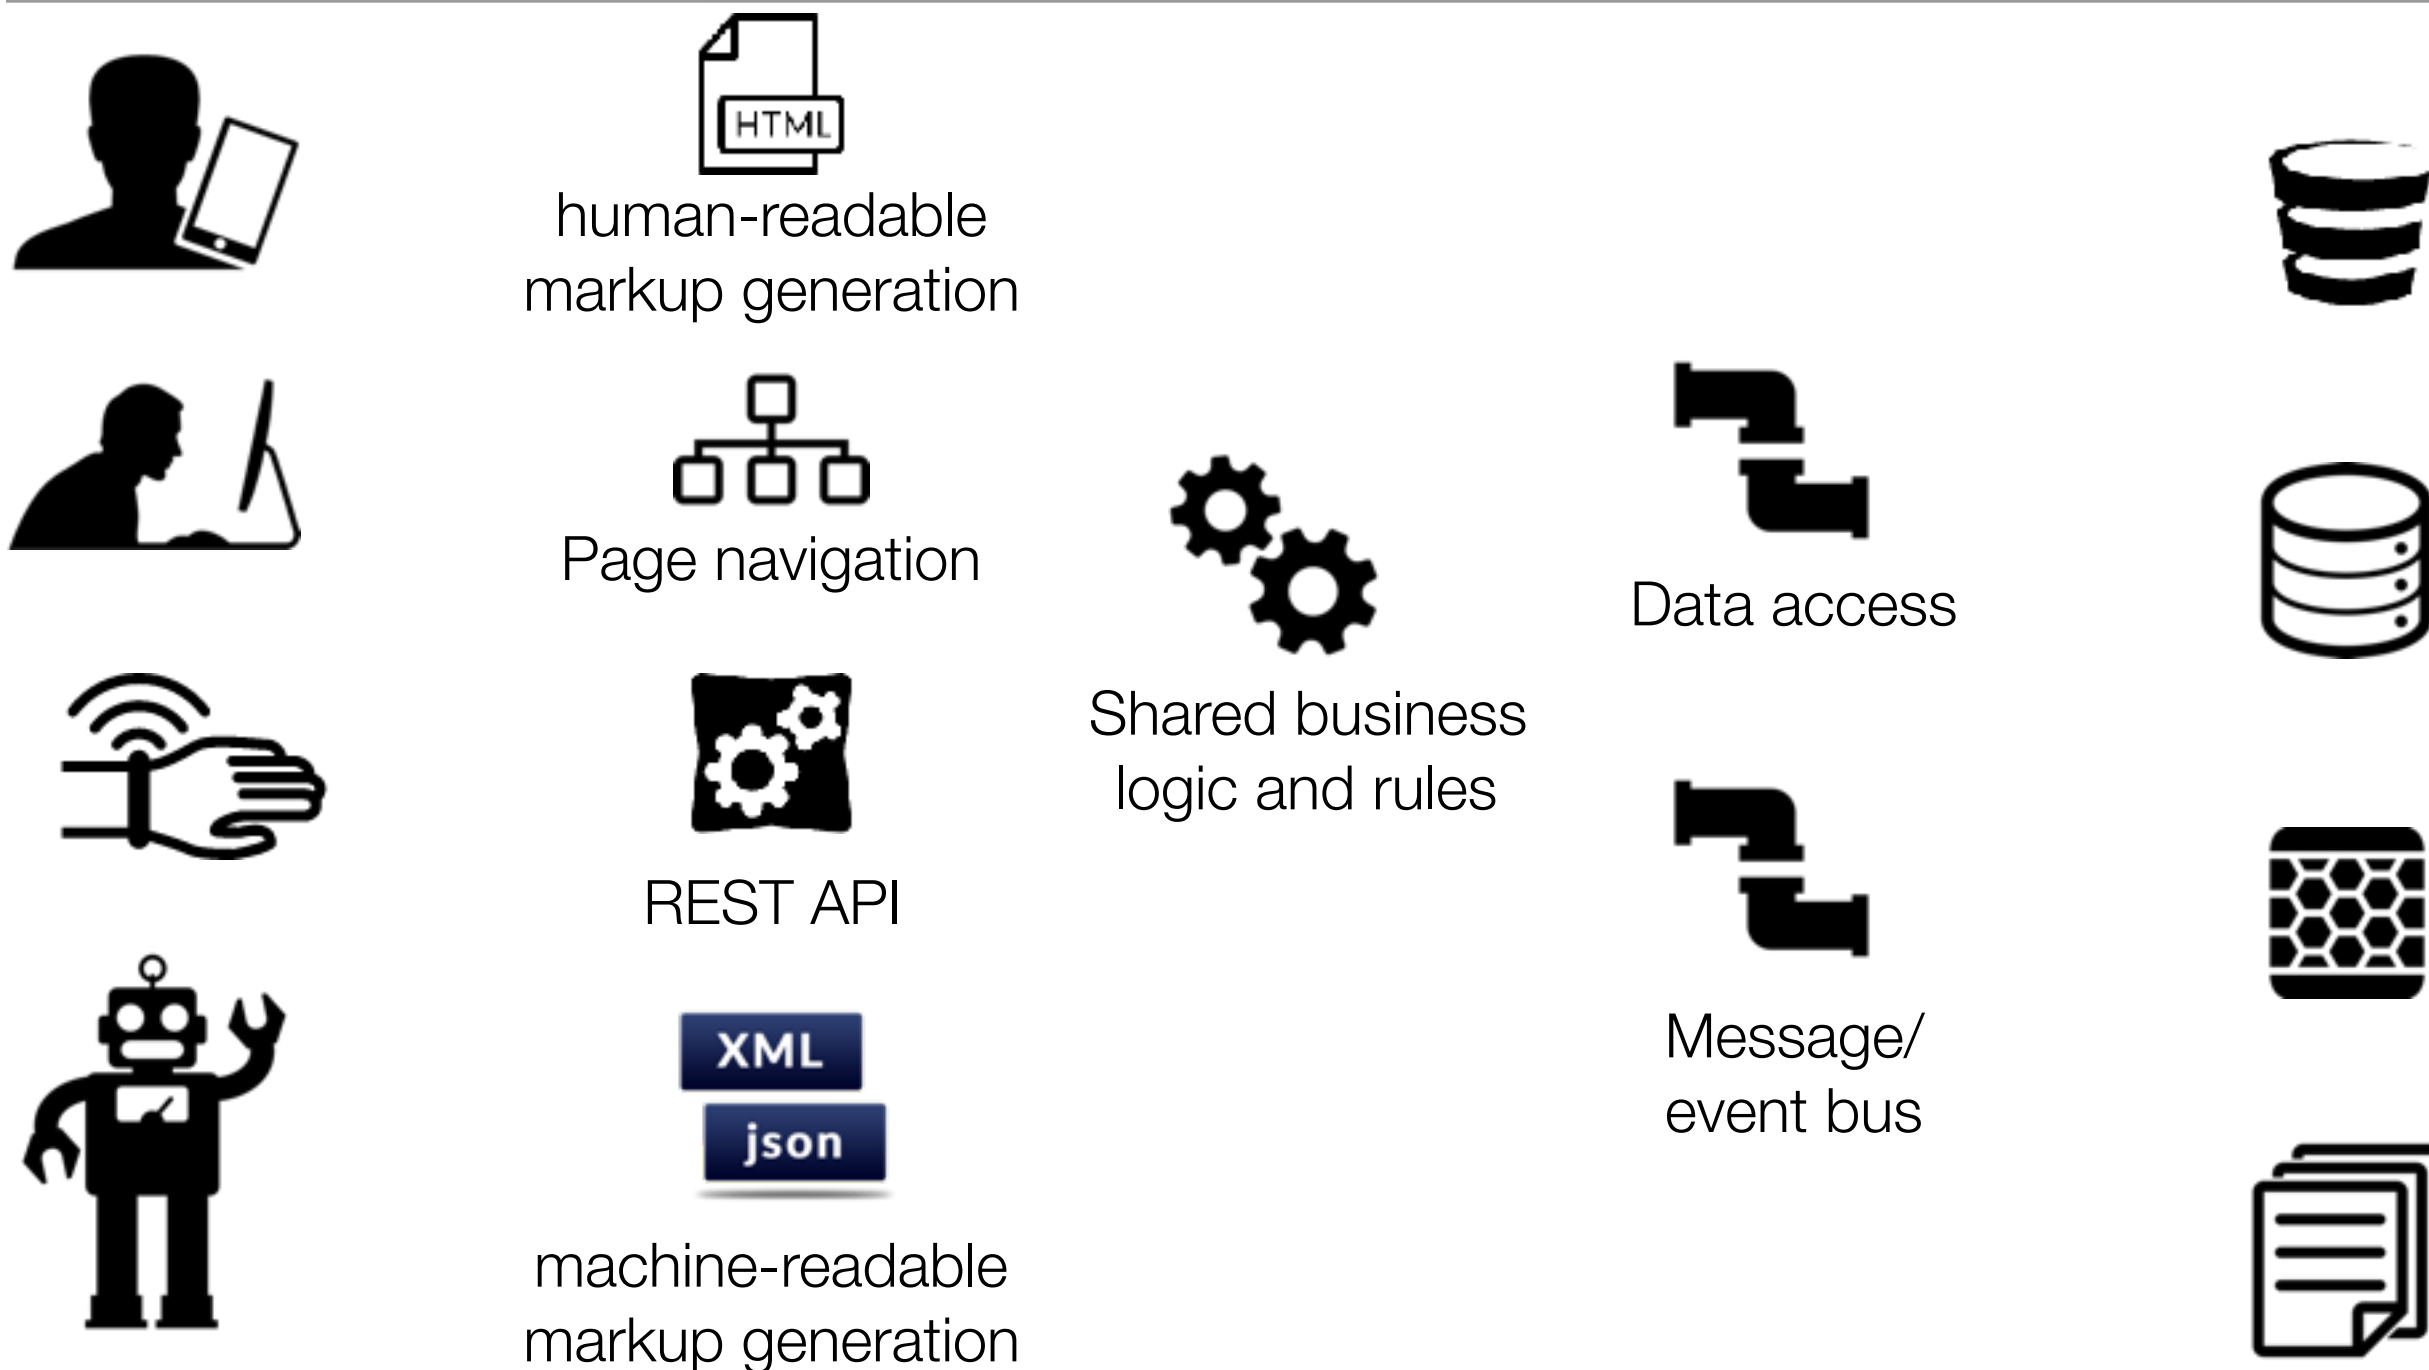 HTML
human-readable
markup generation
Page navigation
Data access
Shared business
logic and rules
REST API
Message/
event bus
XML
json
machine-readable
markup generation